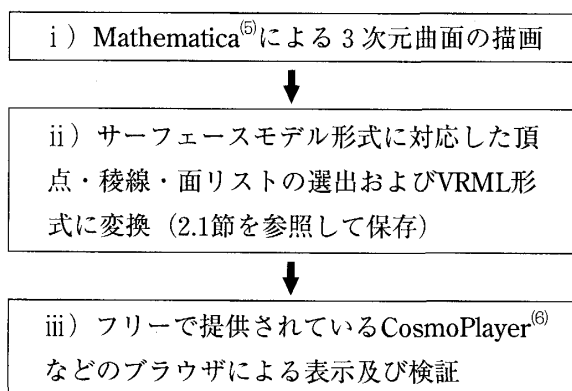 ⅰ) Mathematica⁽⁵⁾による 3 次元曲面の描画
ⅱ) サーフェースモデル形式に対応した頂
点・稜線・面リストの選出およびVRML形
式に変換 (2.1節を参照して保存)
ⅲ) フリーで提供されているCosmoPlayer⁽⁶⁾
などのブラウザによる表示及び検証